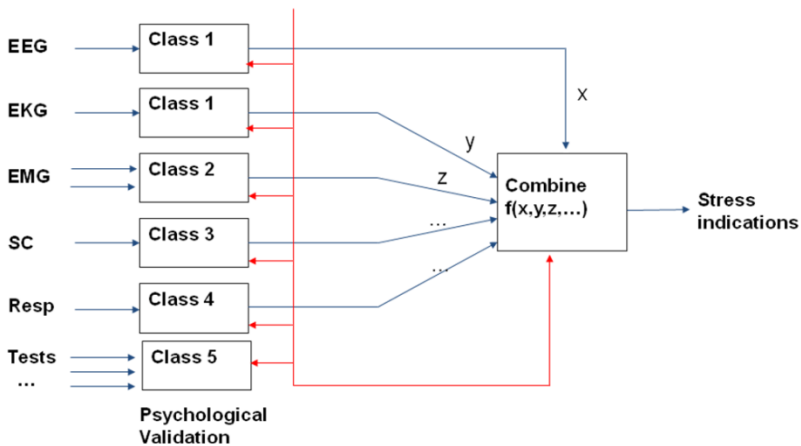 EEG
Class 1
x
EKG
Class 1
y
EMG
Class 2
z
Combine
f(x,y,z,...)
Stress
indications
SC
Class 3
...
Resp
Class 4
...
Tests
...
Class 5
Psychological
Validation